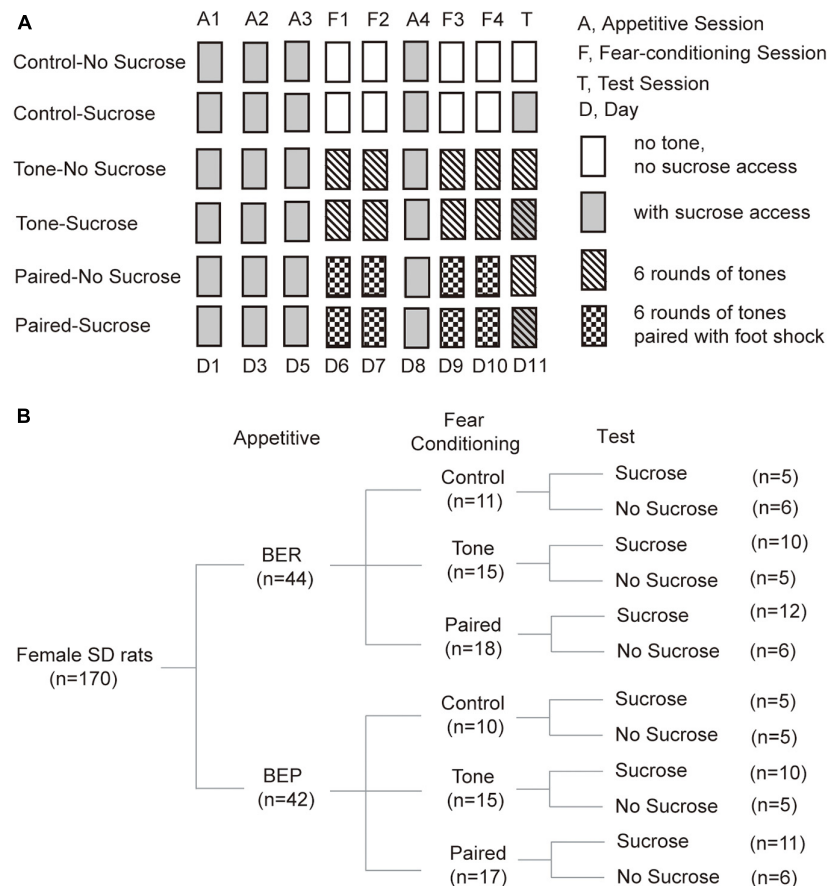 A
A1 A2 A3 F1 F2 A4 F3 F4 T
Control-No Sucrose
Control-Sucrose
Tone-No Sucrose
Tone-Sucrose
Paired-No Sucrose
Paired-Sucrose
D1 D3 D5 D6 D7 D8 D9 D10 D11
A, Appetitive Session
F, Fear-conditioning Session
T, Test Session
D, Day
no tone,
no sucrose access
with sucrose access
6 rounds of tones
6 rounds of tones
paired with foot shock
B
Appetitive
Fear
Conditioning
Test
Female SD rats
(n=170)
BER
(n=44)
Control
(n=11)
Sucrose (n=5)
No Sucrose (n=6)
Tone
(n=15)
Sucrose (n=10)
No Sucrose (n=5)
Paired
(n=18)
Sucrose (n=12)
No Sucrose (n=6)
BEP
(n=42)
Control
(n=10)
Sucrose (n=5)
No Sucrose (n=5)
Tone
(n=15)
Sucrose (n=10)
No Sucrose (n=5)
Paired
(n=17)
Sucrose (n=11)
No Sucrose (n=6)